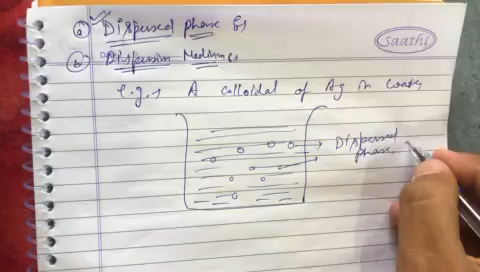 (a) Dispersed phase &
Saathi
(b) Dispersion Medium &
e.g., A colloidal of Ag in water
Dispersed
phase